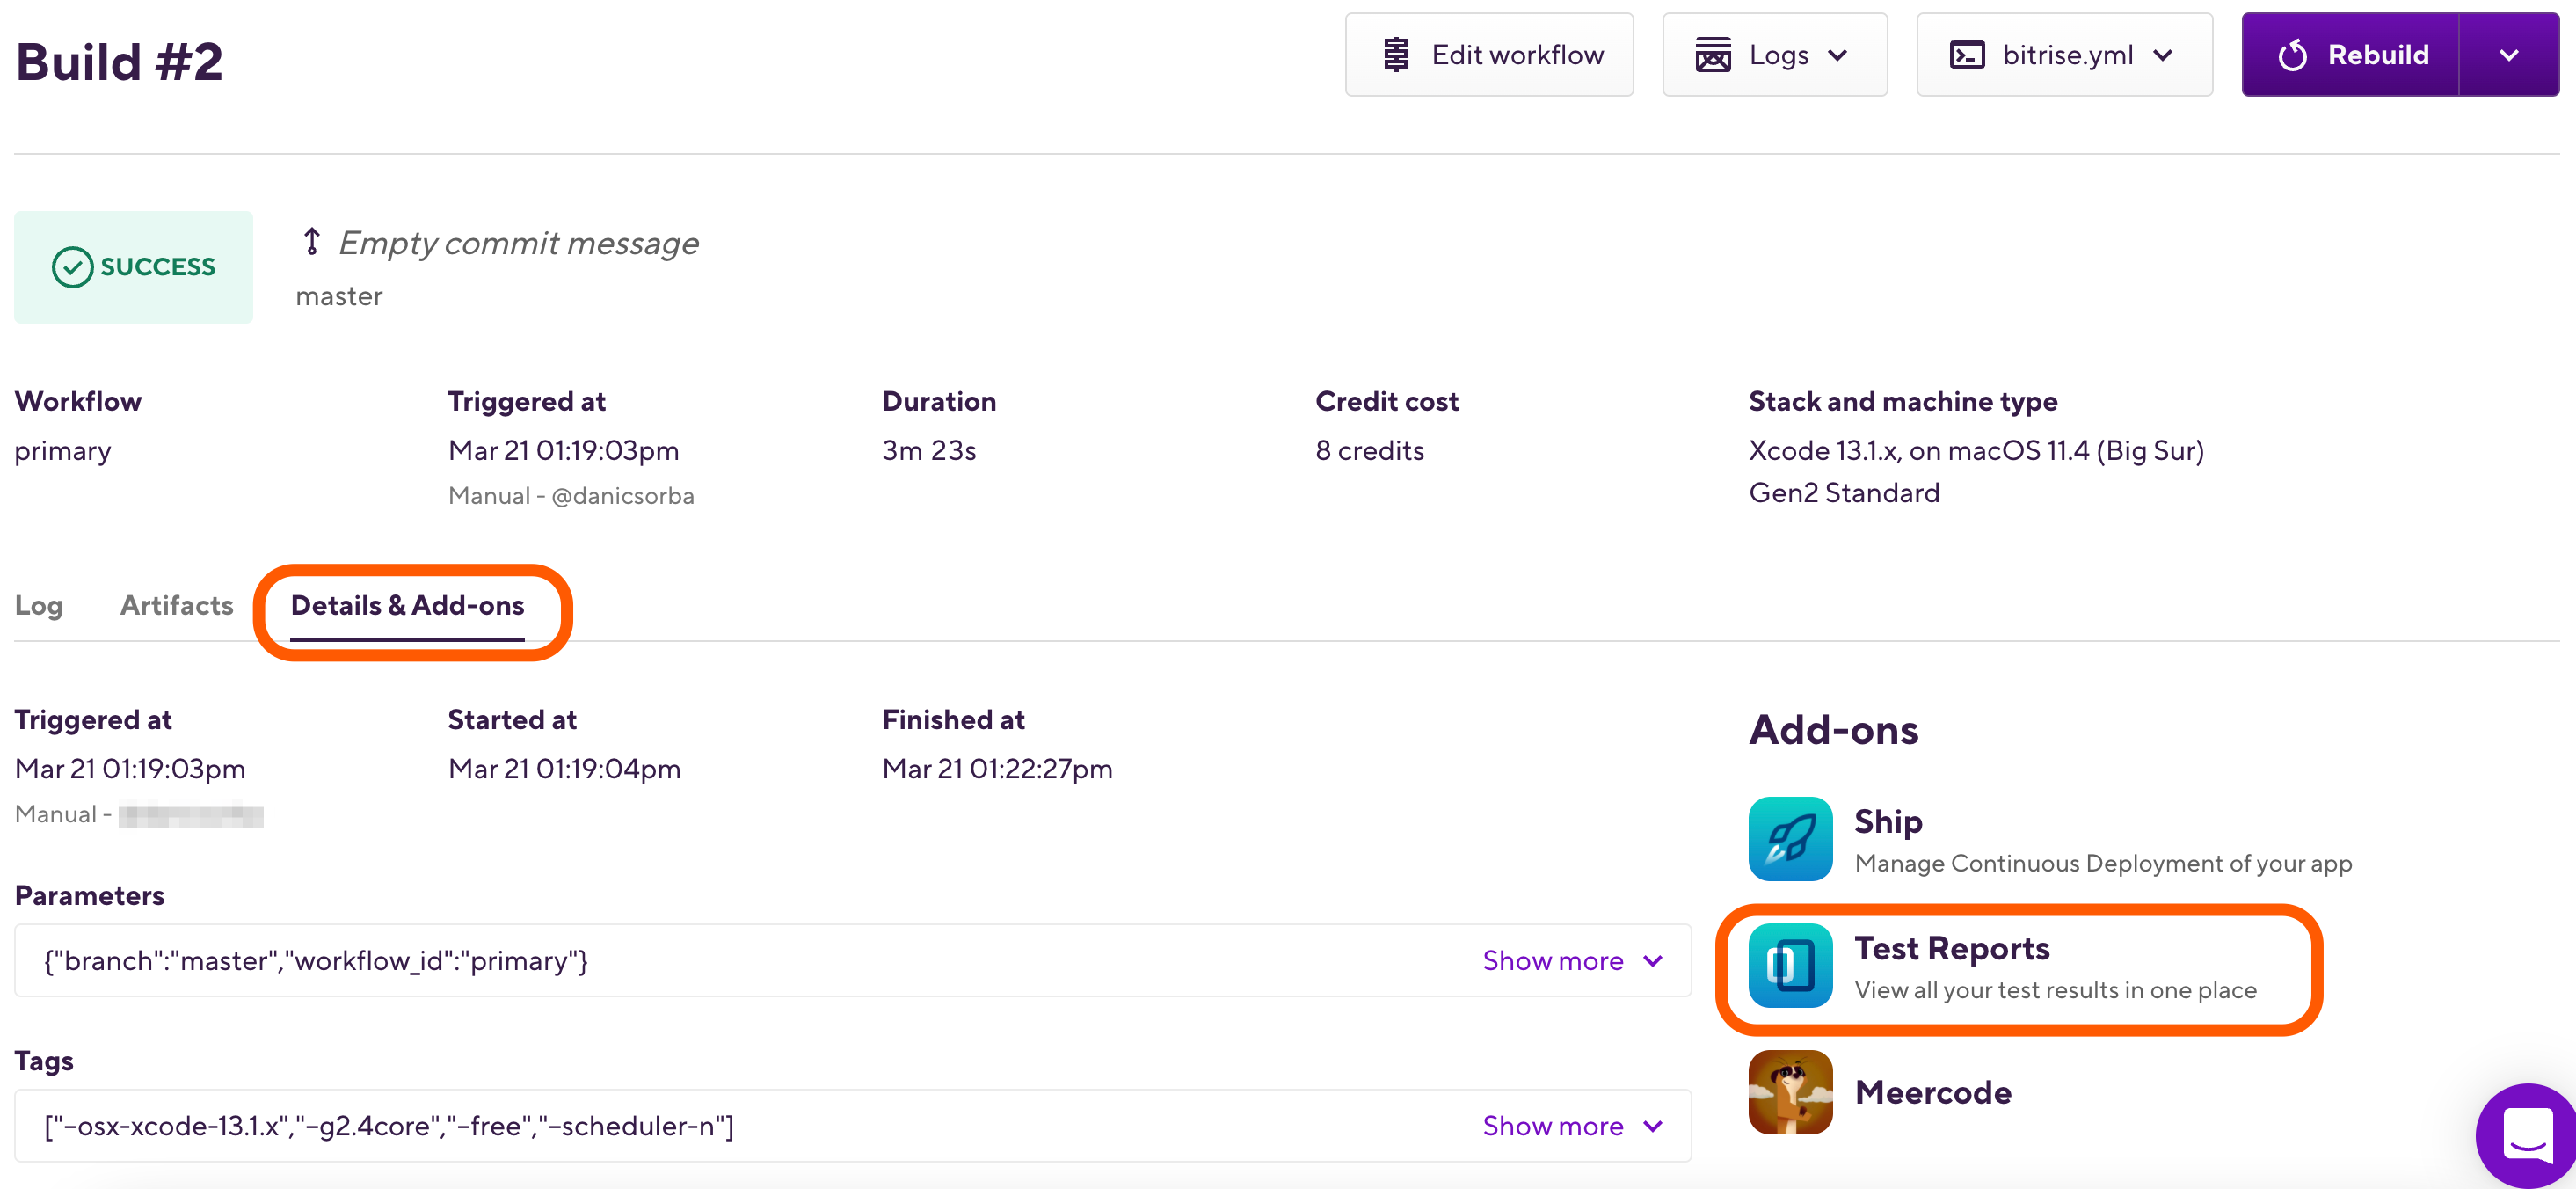 Build #2
Edit workflow
Logs
bitrise.yml
Rebuild
SUCCESS
Empty commit message
master
Workflow
primary
Triggered at
Mar 21 01:19:03pm
Manual - @danicsorba
Duration
3m 23s
Credit cost
8 credits
Stack and machine type
Xcode 13.1.x, on macOS 11.4 (Big Sur)
Gen2 Standard
Log
Artifacts
Details & Add-ons
Triggered at
Mar 21 01:19:03pm
Manual -
Started at
Mar 21 01:19:04pm
Finished at
Mar 21 01:22:27pm
Parameters
{"branch":"master","workflow_id":"primary"}
Show more
Tags
["-osx-xcode-13.1.x","-g2.4core","-free","-scheduler-n"]
Show more
Add-ons
Ship
Manage Continuous Deployment of your app
Test Reports
View all your test results in one place
Meercode